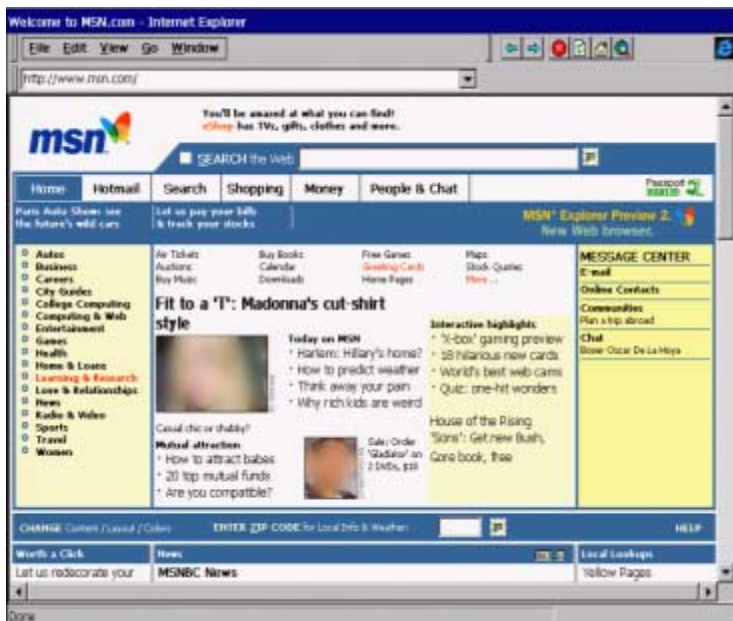 Welcome to MSN.com - Internet Explorer
File Edit View Go Window
http://www.msn.com/
msn
You'll be amazed at what you can find!
eShop has TVs, gifts, clothes and more.
SEARCH the Web
Home Hotmail Search Shopping Money People & Chat Passport
Paris Auto Show: see the future's wild cars
Let us pay your bills & track your stocks
MSN Explorer Preview 2.
New Web browser.
Autos
Business
Careers
City Guides
College Computing
Computing & Web
Entertainment
Games
Health
Home & Loans
Learning & Research
Love & Relationships
News
Radio & Video
Sports
Travel
Women
Air Tickets Buy Books Free Games Maps
Auctions Calendar Greeting Cards Stock Quotes
Buy Music Downloads Home Pages More ...
Fit to a 'T': Madonna's cut-shirt
style
Casual chic or shabby?
Mutual attraction
How to attract babes
20 top mutual funds
Are you compatible?
Today on MSN
Harlem: Hillary's home?
How to predict weather
Think away your pain
Why rich kids are weird
Sale: Order
'Gladiator' on
2 DVDs, $18
Interactive highlights
'X-box' gaming preview
18 hilarious new cards
World's best web cams
Quiz: one-hit wonders
House of the Rising
'Sons': Get new Bush,
Gore book, free
MESSAGE CENTER
E-mail
Online Contacts
Communities
Plan a trip abroad
Chat
Boxer Oscar De La Hoya
CHANGE Content / Layout / Colors ENTER ZIP CODE for Local Info & Weather: HELP
Worth a Click News Local Lookups
Let us redecorate your MSNBC News Yellow Pages
Done